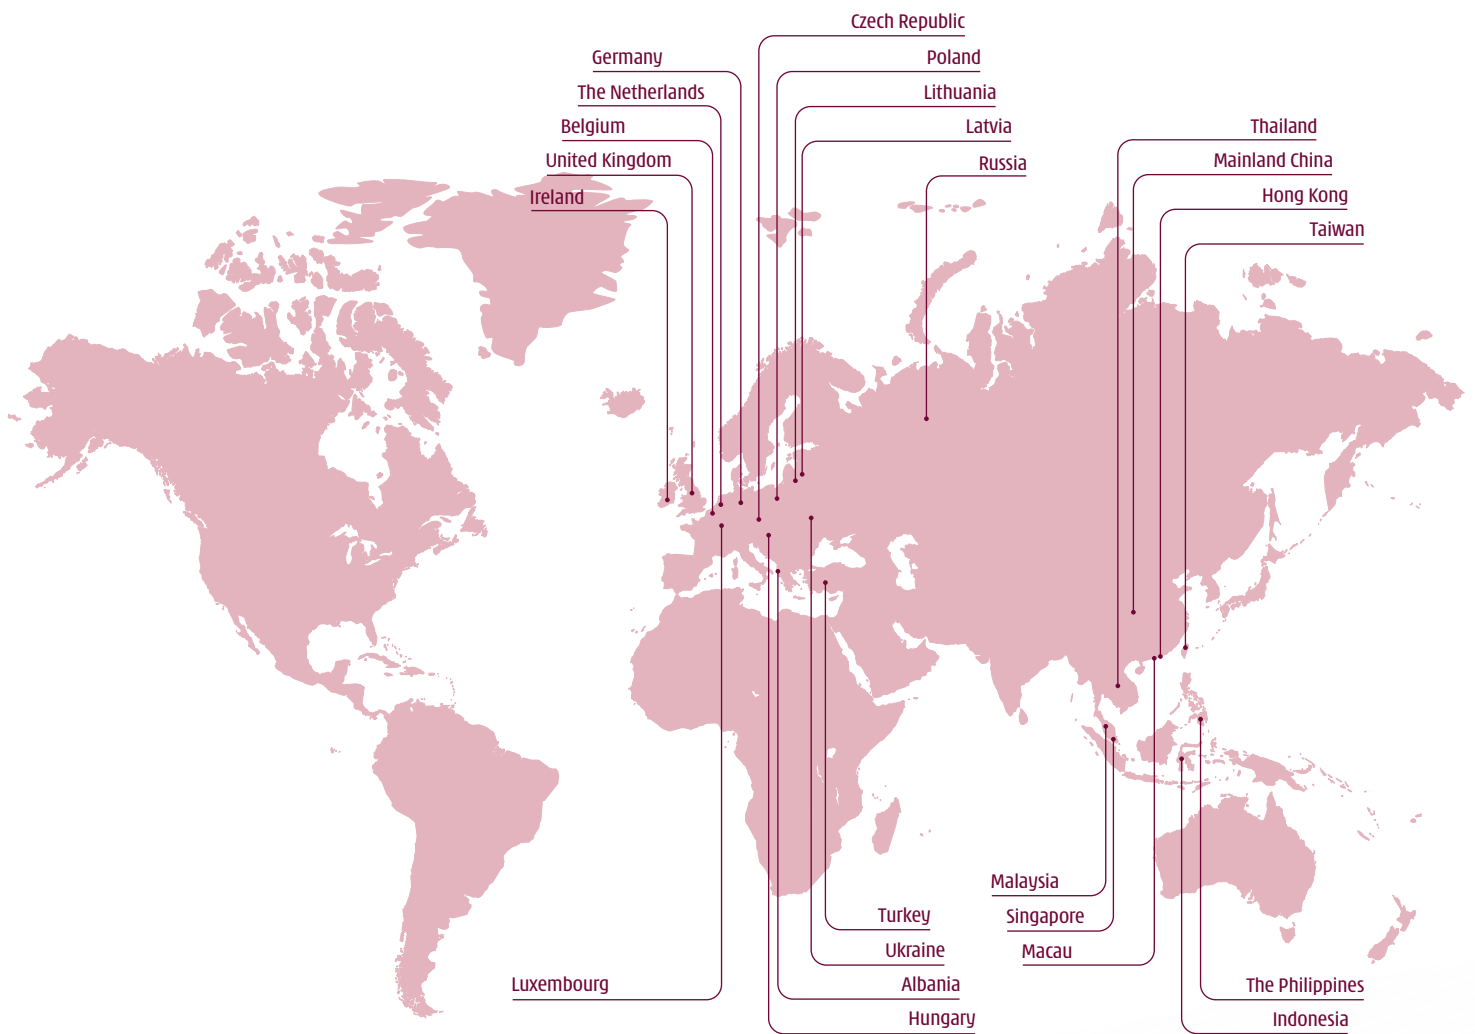 Czech Republic
Germany
Poland
The Netherlands
Lithuania
Belgium
Latvia
Thailand
United Kingdom
Russia
Mainland China
Ireland
Hong Kong
Taiwan
Malaysia
Turkey
Singapore
Ukraine
Macau
Luxembourg
Albania
The Philippines
Hungary
Indonesia